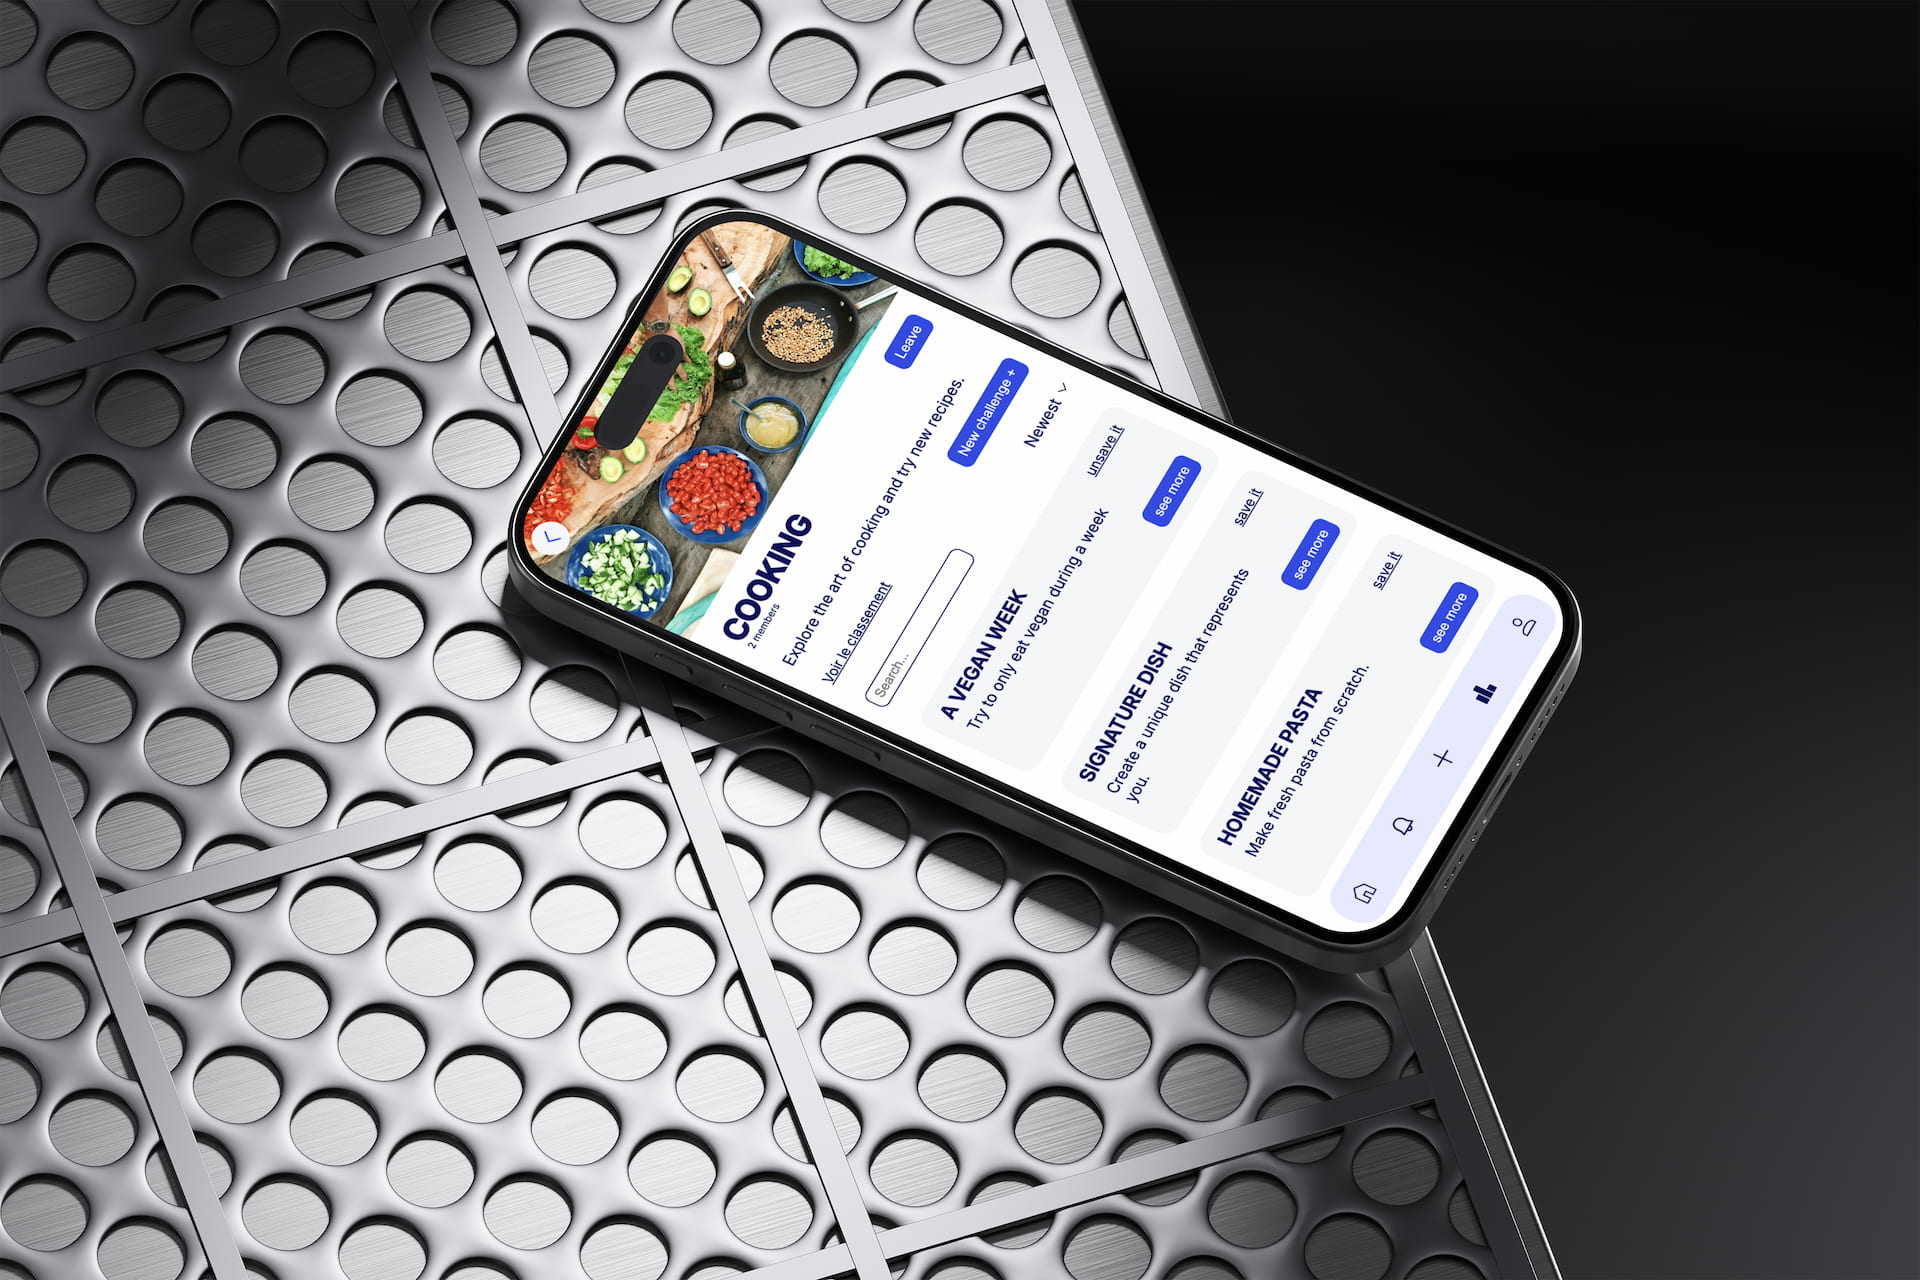 COOKING
Leave
2 members
Explore the art of cooking and try new recipes.
Voir le classement
New challenge +
Search...
Newest
A VEGAN WEEK
unsave it
Try to only eat vegan during a week
see more
SIGNATURE DISH
save it
Create a unique dish that represents
you.
see more
HOMEMADE PASTA
save it
Make fresh pasta from scratch.
see more